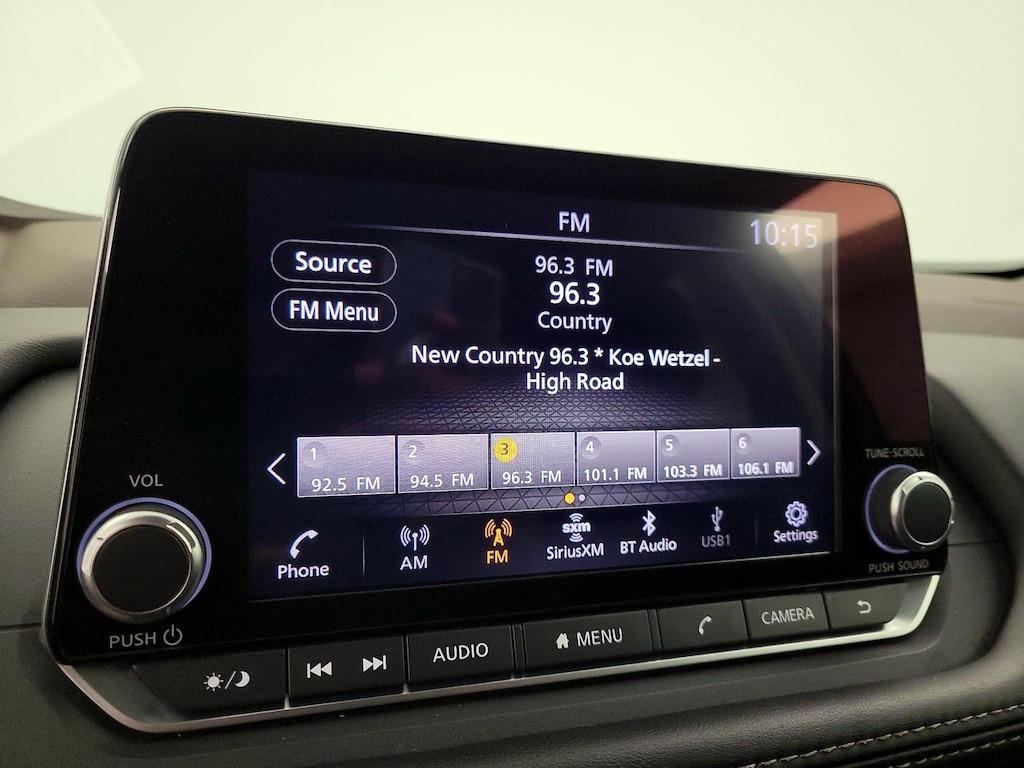 FM
10:15
Source
FM Menu
96.3 FM
96.3
Country
New Country 96.3 * Koe Wetzel -
High Road
1
92.5 FM
2
94.5 FM
3
96.3 FM
4
101.1 FM
5
103.3 FM
6
106.1 FM
Phone
AM
FM
sxm
SiriusXM
BT Audio
USB1
Settings
VOL
PUSH
TUNE·SCROLL
PUSH SOUND
AUDIO
MENU
CAMERA